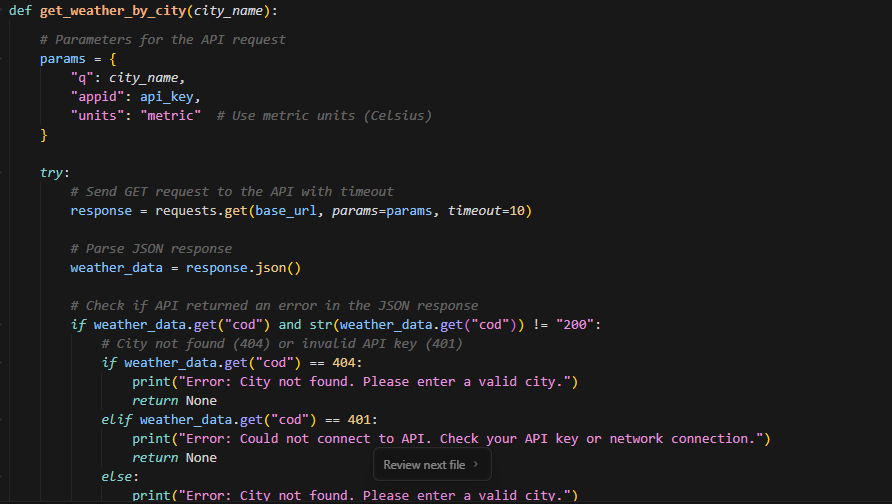 def get_weather_by_city(city_name):
# Parameters for the API request
params = {
"q": city_name,
"appid": api_key,
"units": "metric"  # Use metric units (Celsius)
}
try:
# Send GET request to the API with timeout
response = requests.get(base_url, params=params, timeout=10)
# Parse JSON response
weather_data = response.json()
# Check if API returned an error in the JSON response
if weather_data.get("cod") and str(weather_data.get("cod")) != "200":
# City not found (404) or invalid API key (401)
if weather_data.get("cod") == 404:
print("Error: City not found. Please enter a valid city.")
return None
elif weather_data.get("cod") == 401:
print("Error: Could not connect to API. Check your API key or network connection.")
return None
Review next file >
else:
print("Error: City not found. Please enter a valid city.")